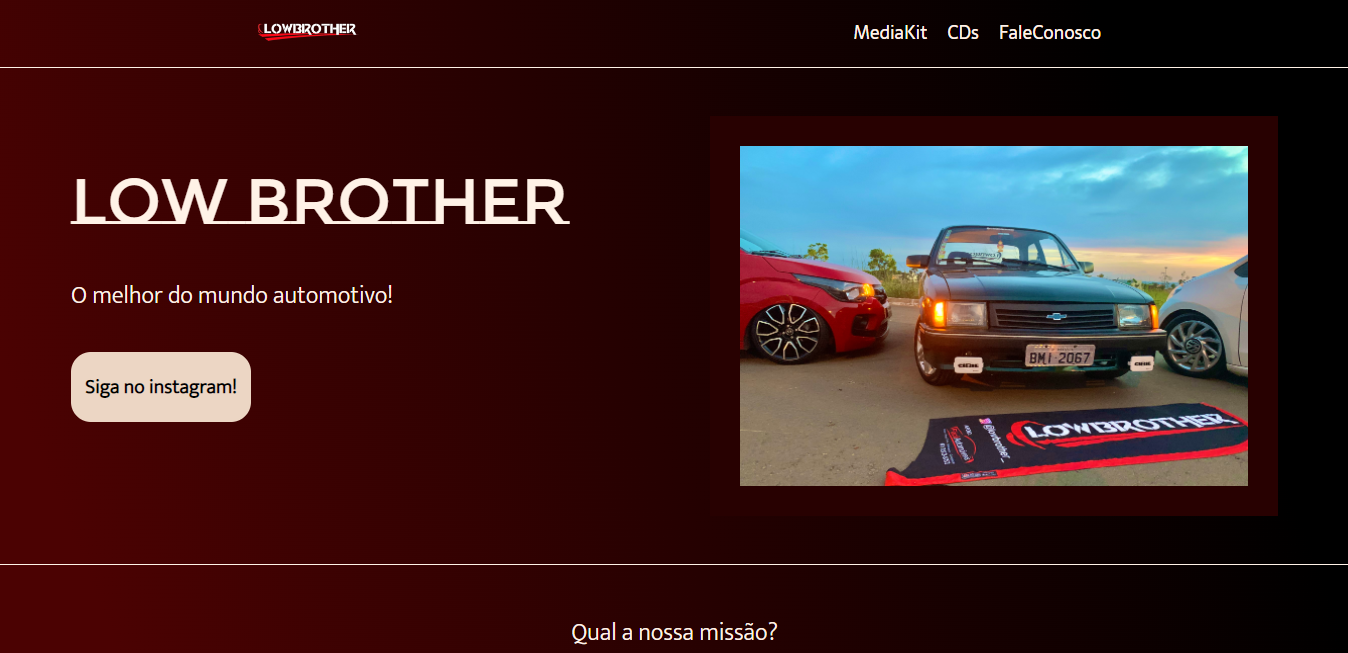 LOWBROTHER
MediaKit CDs FaleConosco
LOW BROTHER
O melhor do mundo automotivo!
Siga no instagram!
BMI-2067
@lowbrother_
LOWBROTHER
Qual a nossa missão?